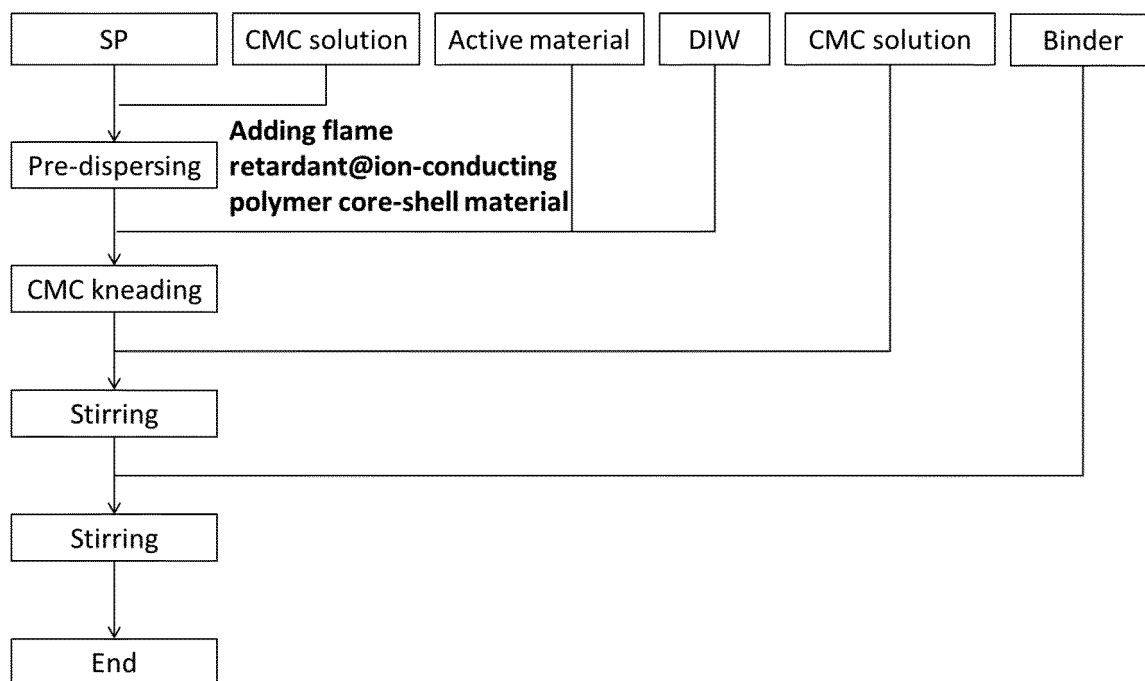 SP
CMC solution
Active material
DIW
CMC solution
Binder
Adding flame
retardant@ion-conducting
polymer core-shell material
Pre-dispersing
CMC kneading
Stirring
Stirring
End